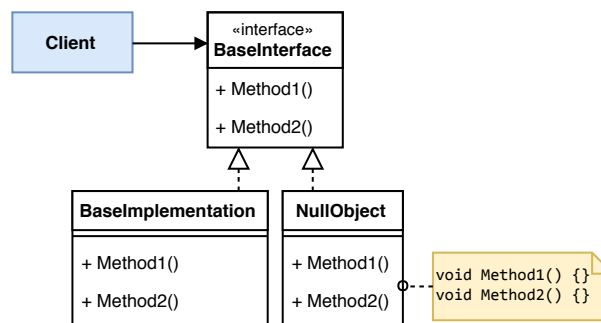 Client
«interface»
BaseInterface
+ Method1()
+ Method2()
BaseImplementation
+ Method1()
+ Method2()
NullObject
+ Method1()
+ Method2()
void Method1() {}
void Method2() {}